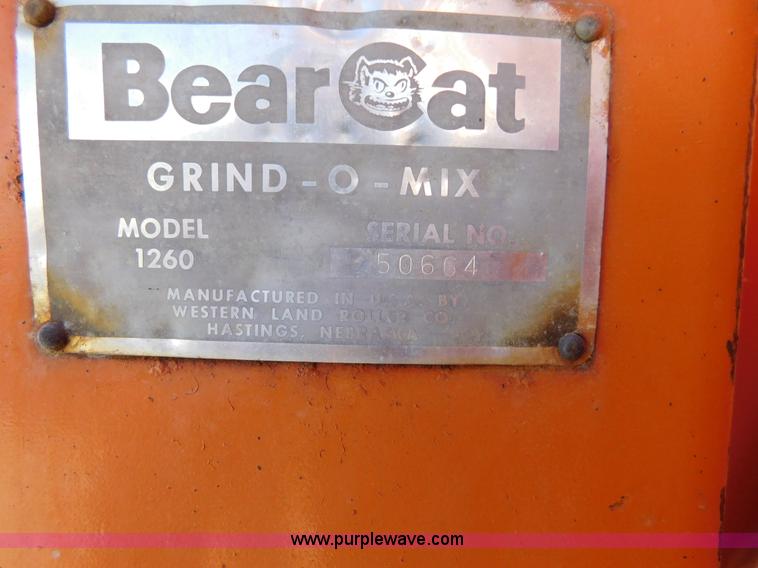 BearCat
GRIND-O-MIX
MODEL SERIAL NO.
1260 50664
MANUFACTURED IN U.S.A. BY
WESTERN LAND ROLLER CO.
HASTINGS, NEBRASKA
www.purplewave.com